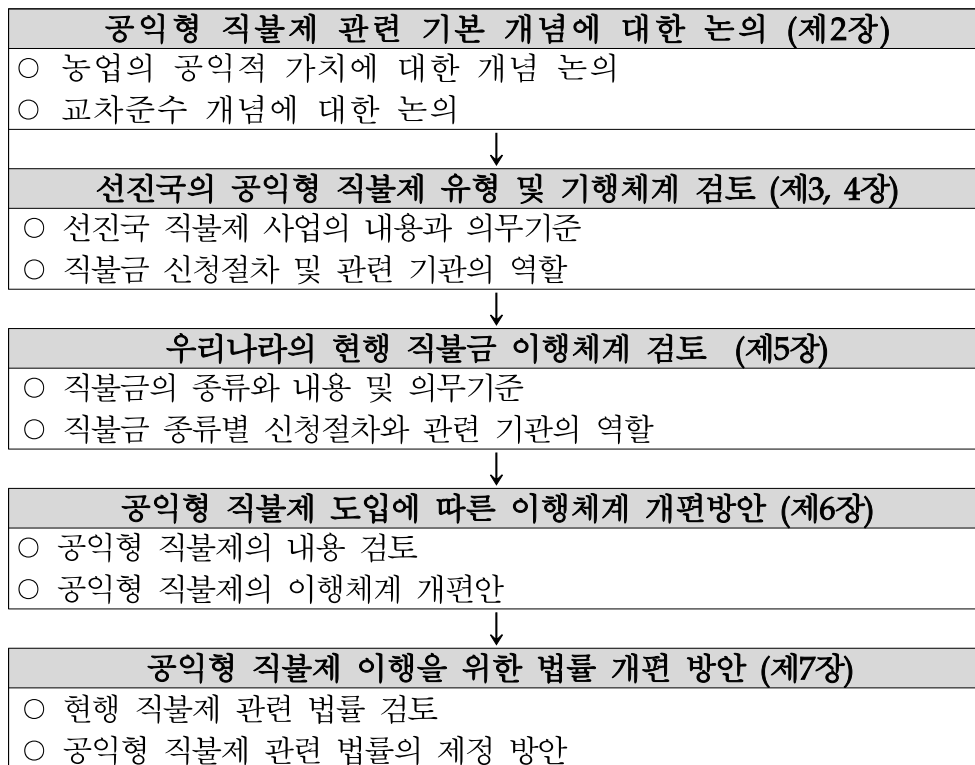 공익형 직불제 관련 기본 개념에 대한 논의 (제2장)
○ 농업의 공익적 가치에 대한 개념 논의
○ 교차준수 개념에 대한 논의
↓
선진국의 공익형 직불제 유형 및 기행체계 검토 (제3, 4장)
○ 선진국 직불제 사업의 내용과 의무기준
○ 직불금 신청절차 및 관련 기관의 역할
↓
우리나라의 현행 직불금 이행체계 검토 (제5장)
○ 직불금의 종류와 내용 및 의무기준
○ 직불금 종류별 신청절차와 관련 기관의 역할
↓
공익형 직불제 도입에 따른 이행체계 개편방안 (제6장)
○ 공익형 직불제의 내용 검토
○ 공익형 직불제의 이행체계 개편안
↓
공익형 직불제 이행을 위한 법률 개편 방안 (제7장)
○ 현행 직불제 관련 법률 검토
○ 공익형 직불제 관련 법률의 제정 방안